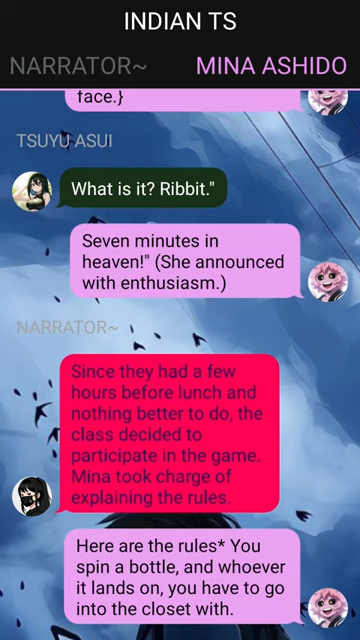 INDIAN TS
NARRATOR~ MINA ASHIDO
face.}
TSUYU ASUI
What is it? Ribbit."
Seven minutes in
heaven!" (She announced
with enthusiasm.)
NARRATOR~
Since they had a few
hours before lunch and
nothing better to do, the
class decided to
participate in the game.
Mina took charge of
explaining the rules.
Here are the rules* You
spin a bottle, and whoever
it lands on, you have to go
into the closet with.